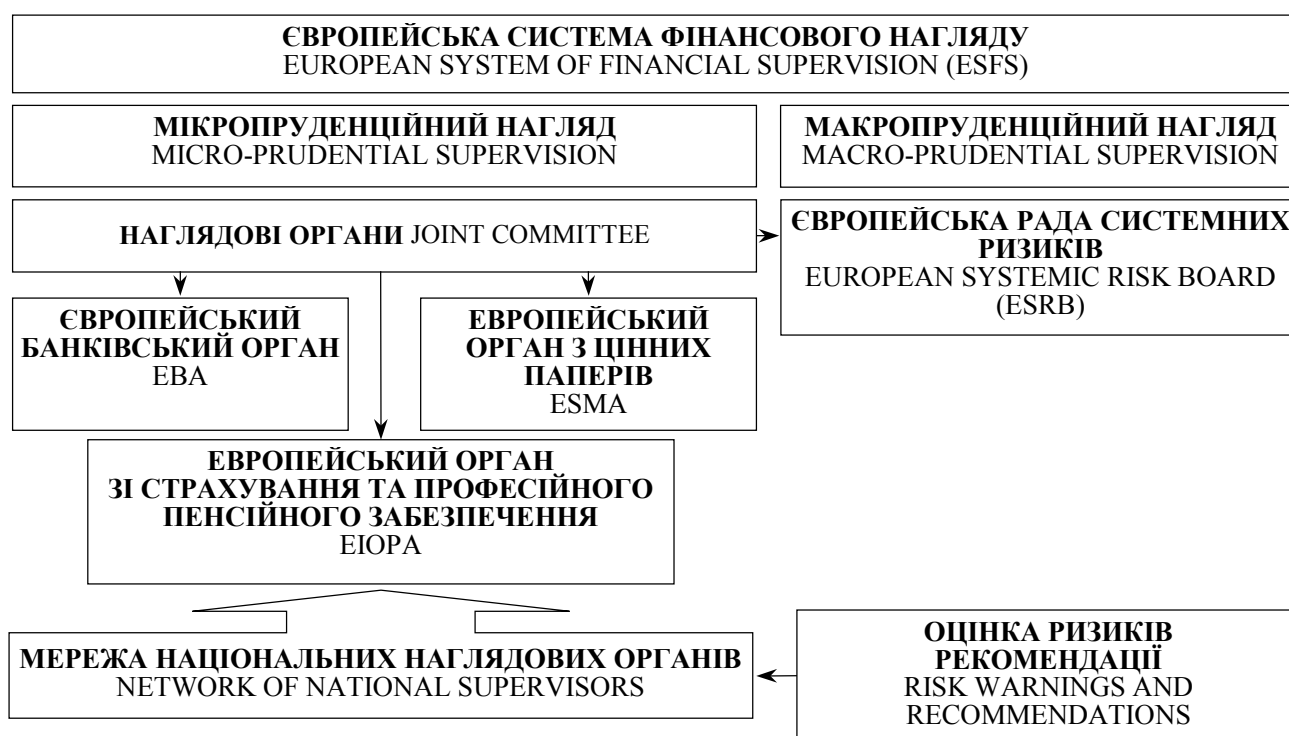 ЄВРОПЕЙСЬКА СИСТЕМА ФІНАНСОВОГО НАГЛЯДУ
EUROPEAN SYSTEM OF FINANCIAL SUPERVISION (ESFS)
МІКРОПРУДЕНЦІЙНИЙ НАГЛЯД
MICRO-PRUDENTIAL SUPERVISION
МАКРОПРУДЕНЦІЙНИЙ НАГЛЯД
MACRO-PRUDENTIAL SUPERVISION
НАГЛЯДОВІ ОРГАНИ JOINT COMMITTEE
ЄВРОПЕЙСЬКА РАДА СИСТЕМНИХ
РИЗИКІВ
EUROPEAN SYSTEMIC RISK BOARD
(ESRB)
ЄВРОПЕЙСЬКИЙ
БАНКІВСЬКИЙ ОРГАН
EBA
ЕВРОПЕЙСЬКИЙ
ОРГАН З ЦІННИХ
ПАПЕРІВ
ESMA
ЕВРОПЕЙСЬКИЙ ОРГАН
ЗІ СТРАХУВАННЯ ТА ПРОФЕСІЙНОГО
ПЕНСІЙНОГО ЗАБЕЗПЕЧЕННЯ
EIOPA
МЕРЕЖА НАЦІОНАЛЬНИХ НАГЛЯДОВИХ ОРГАНІВ
NETWORK OF NATIONAL SUPERVISORS
ОЦІНКА РИЗИКІВ
РЕКОМЕНДАЦІЇ
RISK WARNINGS AND
RECOMMENDATIONS